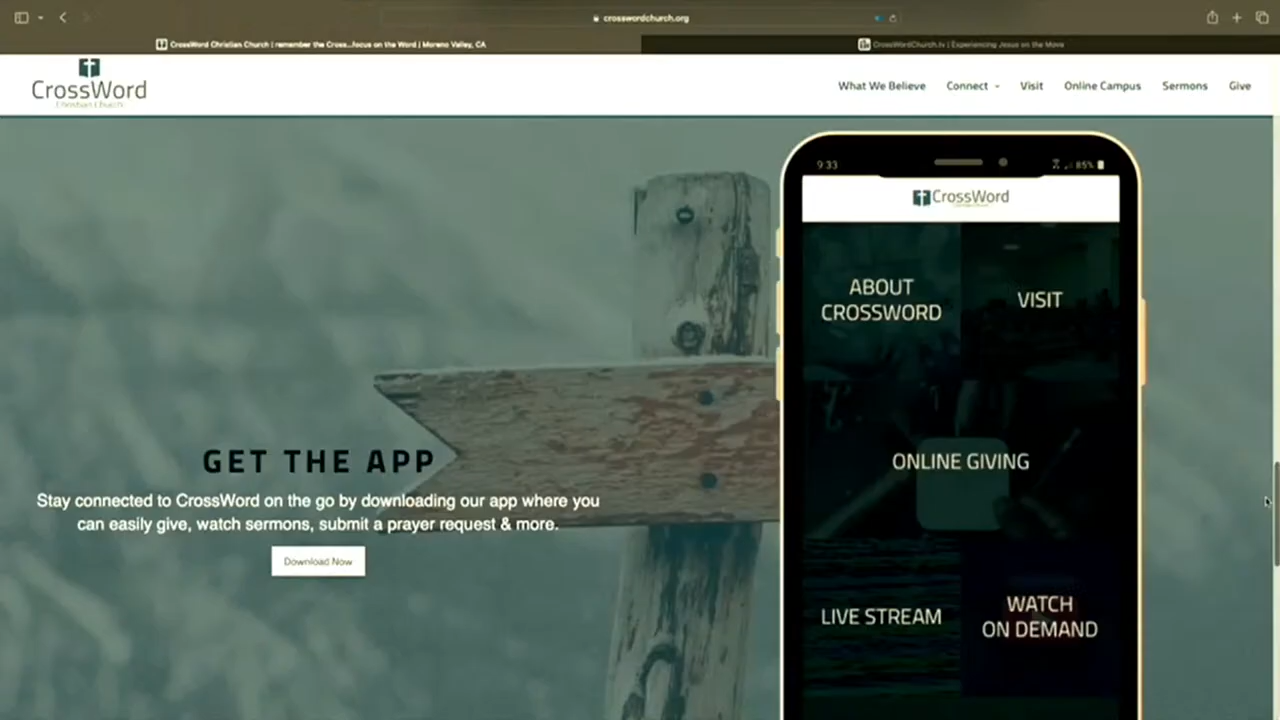 crosswordchurch.org
CrossWord Christian Church | remember the Cross...focus on the Word | Moreno Valley, CA
CrossWordChurch.tv | Experiencing Jesus on the Move
CrossWord
Christian Church
What We Believe
Connect
Visit
Online Campus
Sermons
Give
9:33
85%
CrossWord
ABOUT
CROSSWORD
VISIT
ONLINE GIVING
LIVE STREAM
WATCH
ON DEMAND
GET THE APP
Stay connected to CrossWord on the go by downloading our app where you
can easily give, watch sermons, submit a prayer request & more.
Download Now